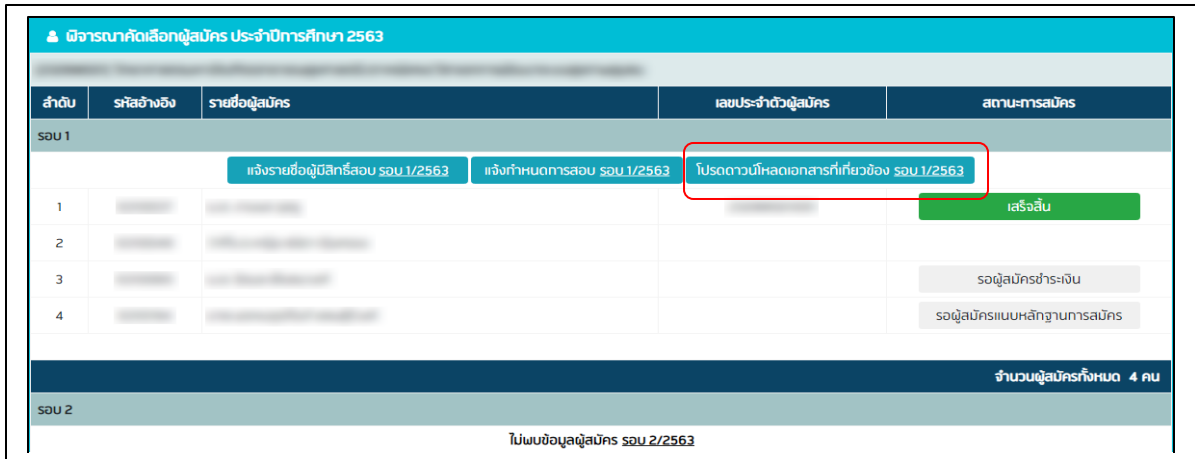 พิจารณาคัดเลือกผู้สมัคร ประจำปีการศึกษา 2563
ลำดับ รหัสอ้างอิง รายชื่อผู้สมัคร เลขประจำตัวผู้สมัคร สถานะการสมัคร
รอบ 1
แจ้งรายชื่อผู้มีสิทธิ์สอบ รอบ 1/2563 แจ้งกำหนดการสอบ รอบ 1/2563 โปรดดาวน์โหลดเอกสารที่เกี่ยวข้อง รอบ 1/2563
1 เสร็จสิ้น
2
3 รอผู้สมัครชำระเงิน
4 รอผู้สมัครแนบหลักฐานการสมัคร
จำนวนผู้สมัครทั้งหมด 4 คน
รอบ 2
ไม่พบข้อมูลผู้สมัคร รอบ 2/2563